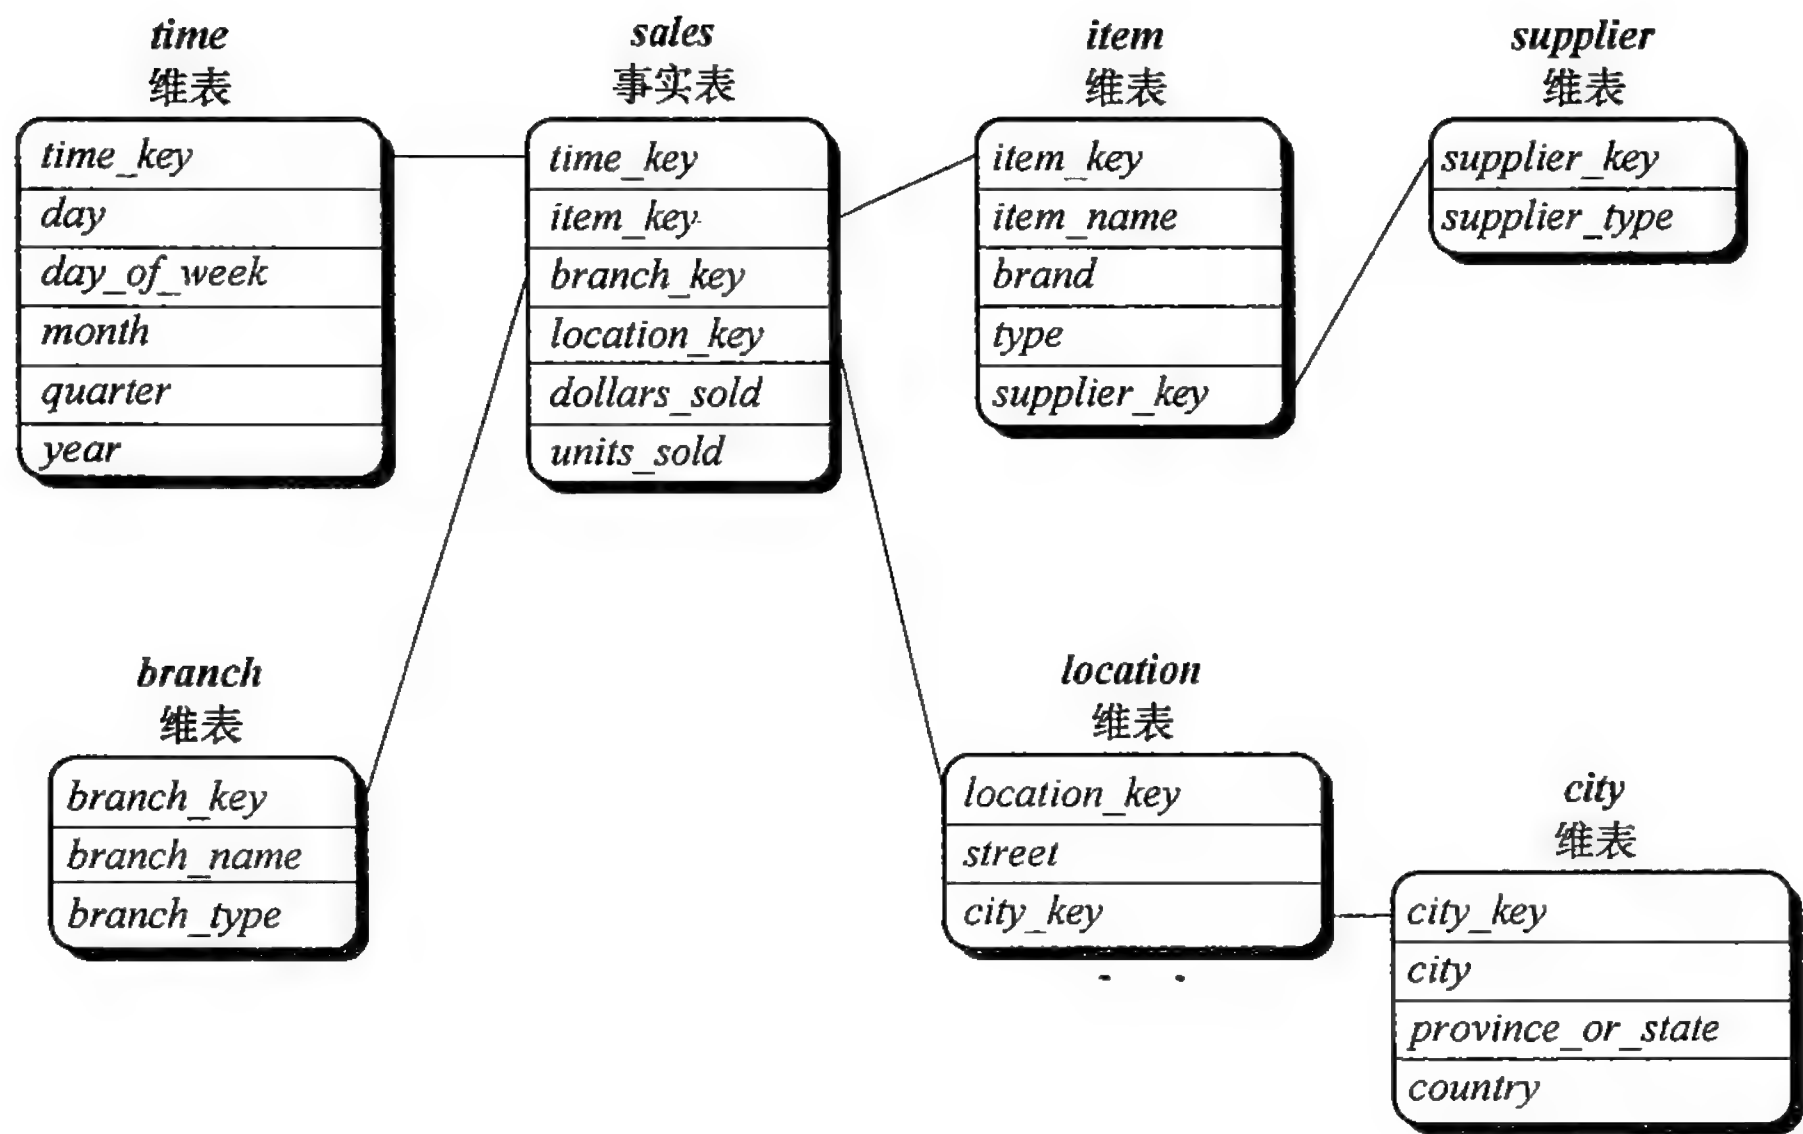 time
维表
time_key
day
day_of_week
month
quarter
year
sales
事实表
time_key
item_key
branch_key
location_key
dollars_sold
units_sold
item
维表
item_key
item_name
brand
type
supplier_key
supplier
维表
supplier_key
supplier_type
branch
维表
branch_key
branch_name
branch_type
location
维表
location_key
street
city_key
city
维表
city_key
city
province_or_state
country